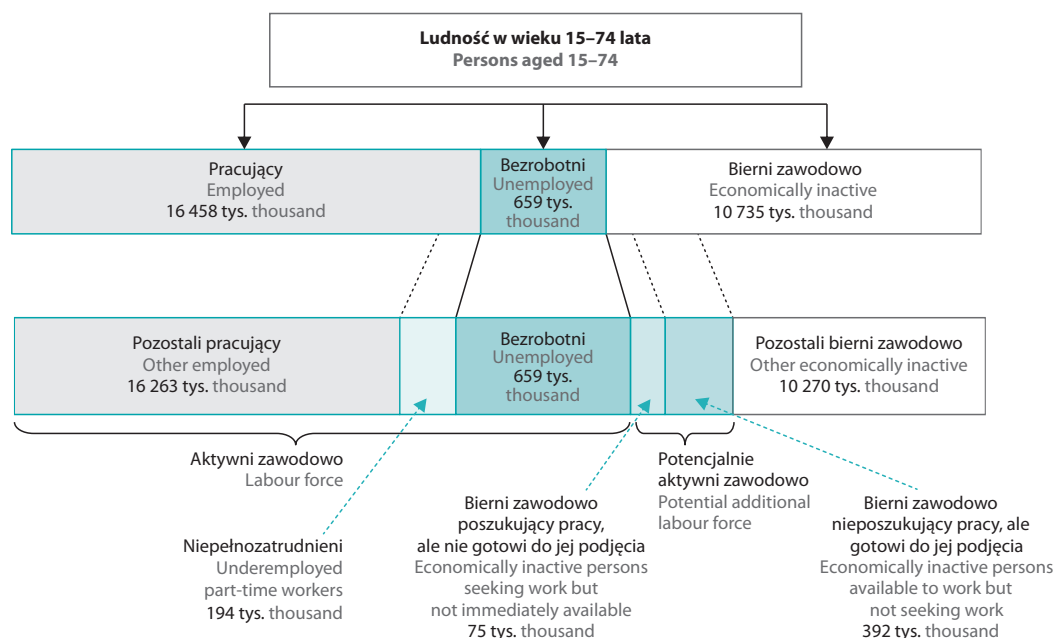 Ludność w wieku 15–74 lata
Persons aged 15–74
Pracujący
Employed
16 458 tys. thousand
Bezrobotni
Unemployed
659 tys.
thousand
Bierni zawodowo
Economically inactive
10 735 tys. thousand
Pozostali pracujący
Other employed
16 263 tys. thousand
Bezrobotni
Unemployed
659 tys.
thousand
Pozostali bierni zawodowo
Other economically inactive
10 270 tys. thousand
Aktywni zawodowo
Labour force
Potencjalnie
aktywni zawodowo
Potential additional
labour force
Niepełnozatrudnieni
Underemployed
part-time workers
194 tys. thousand
Bierni zawodowo
poszukujący pracy,
ale nie gotowi do jej podjęcia
Economically inactive persons
seeking work but
not immediately available
75 tys. thousand
Bierni zawodowo
nieposzukujący pracy, ale
gotowi do jej podjęcia
Economically inactive persons
available to work but
not seeking work
392 tys. thousand